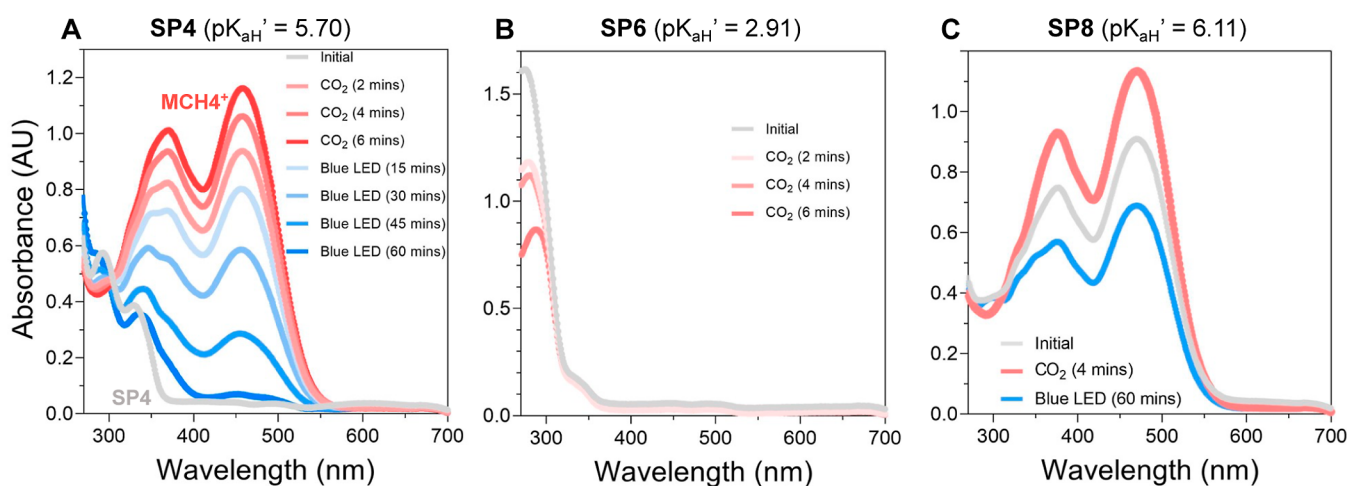 A SP4 (pKaH' = 5.70)
Absorbance (AU)
1.2
1.0
0.8
0.6
0.4
0.2
0.0
300 400 500 600 700
Wavelength (nm)
MCH4+
SP4
Initial
CO2 (2 mins)
CO2 (4 mins)
CO2 (6 mins)
Blue LED (15 mins)
Blue LED (30 mins)
Blue LED (45 mins)
Blue LED (60 mins)
B SP6 (pKaH' = 2.91)
1.5
1.0
0.5
0.0
300 400 500 600 700
Wavelength (nm)
Initial
CO2 (2 mins)
CO2 (4 mins)
CO2 (6 mins)
C SP8 (pKaH' = 6.11)
1.2
0.8
0.4
0.0
300 400 500 600 700
Wavelength (nm)
Initial
CO2 (4 mins)
Blue LED (60 mins)